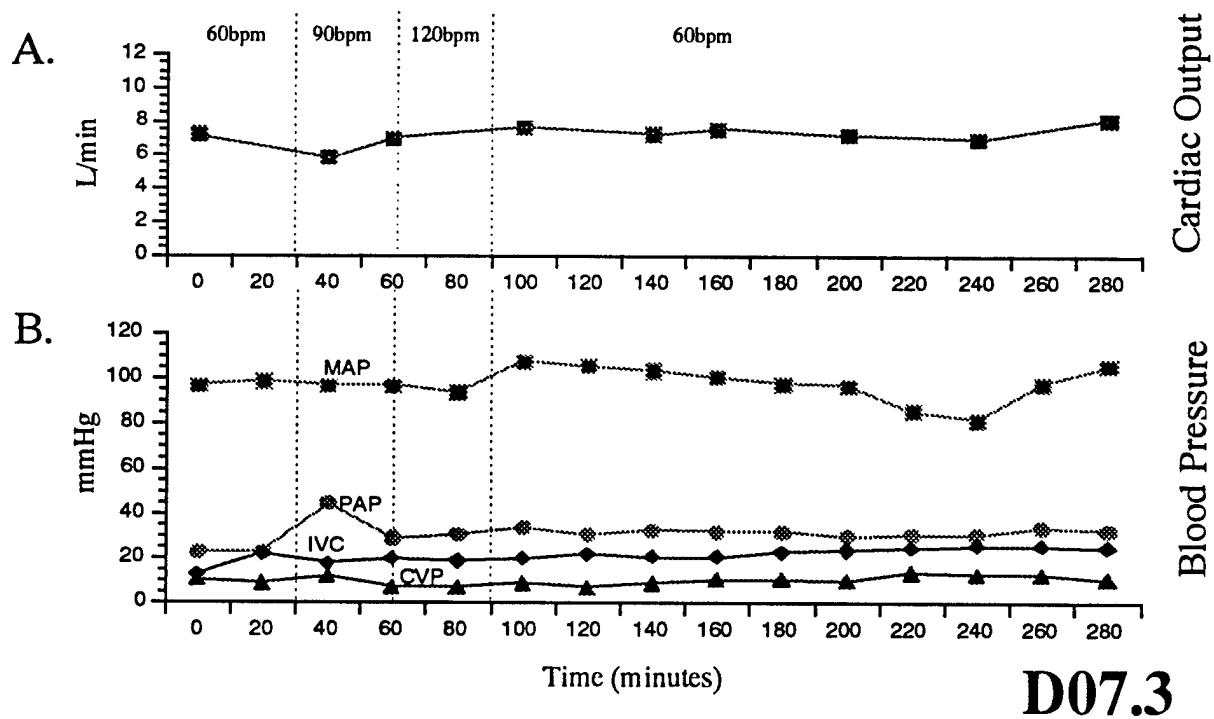 60bpm 90bpm 120bpm 60bpm
A.
12
10
8
6
4
2
0
L/min
Cardiac Output
0 20 40 60 80 100 120 140 160 180 200 220 240 260 280
B.
120
100
80
60
40
20
0
mmHg
MAP
PAP
IVC
CVP
Blood Pressure
0 20 40 60 80 100 120 140 160 180 200 220 240 260 280
Time (minutes)
D07.3